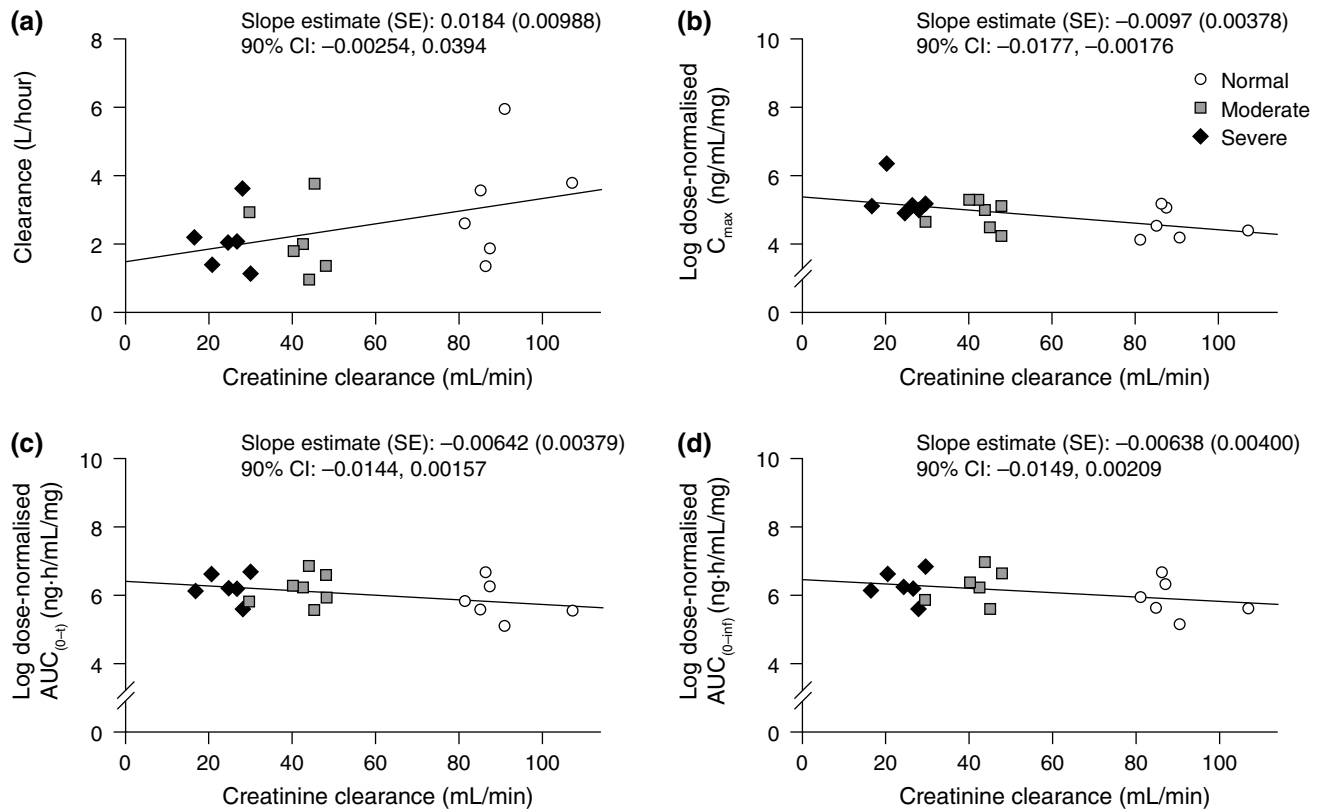 (a)
Slope estimate (SE): 0.0184 (0.00988)
90% CI: –0.00254, 0.0394
Clearance (L/hour)
8
6
4
2
0
0 20 40 60 80 100
Creatinine clearance (mL/min)
(b)
Slope estimate (SE): –0.0097 (0.00378)
90% CI: –0.0177, –0.00176
Log dose-normalised
Cmax (ng/mL/mg)
10
8
6
4
0
0 20 40 60 80 100
Creatinine clearance (mL/min)
Normal
Moderate
Severe
(c)
Slope estimate (SE): –0.00642 (0.00379)
90% CI: –0.0144, 0.00157
Log dose-normalised
AUC(0–t) (ng·h/mL/mg)
10
8
6
4
0
0 20 40 60 80 100
Creatinine clearance (mL/min)
(d)
Slope estimate (SE): –0.00638 (0.00400)
90% CI: –0.0149, 0.00209
Log dose-normalised
AUC(0–inf) (ng·h/mL/mg)
10
8
6
4
0
0 20 40 60 80 100
Creatinine clearance (mL/min)